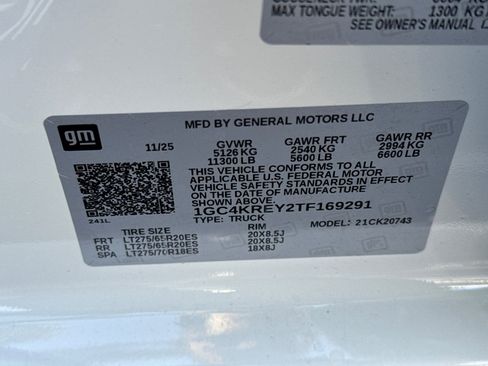 MAX TONGUE WEIGHT: 1300 KG
SEE OWNER'S MANUAL
gm
MFD BY GENERAL MOTORS LLC
11/25 GVWR GAWR FRT GAWR RR
5126 KG 2540 KG 2994 KG
11300 LB 5600 LB 6600 LB
THIS VEHICLE CONFORMS TO ALL
APPLICABLE U.S. FEDERAL MOTOR
VEHICLE SAFETY STANDARDS IN EFFECT
ON THE DATE OF MANUFACTURE
SHOWN ABOVE.
1GC4KREY2TF169291
TYPE: TRUCK MODEL: 21CK20743
241L
TIRE SIZE RIM
FRT LT275/65R20ES 20X8.5J
RR LT275/65R20ES 20X8.5J
SPA LT275/70R18ES 18X8J